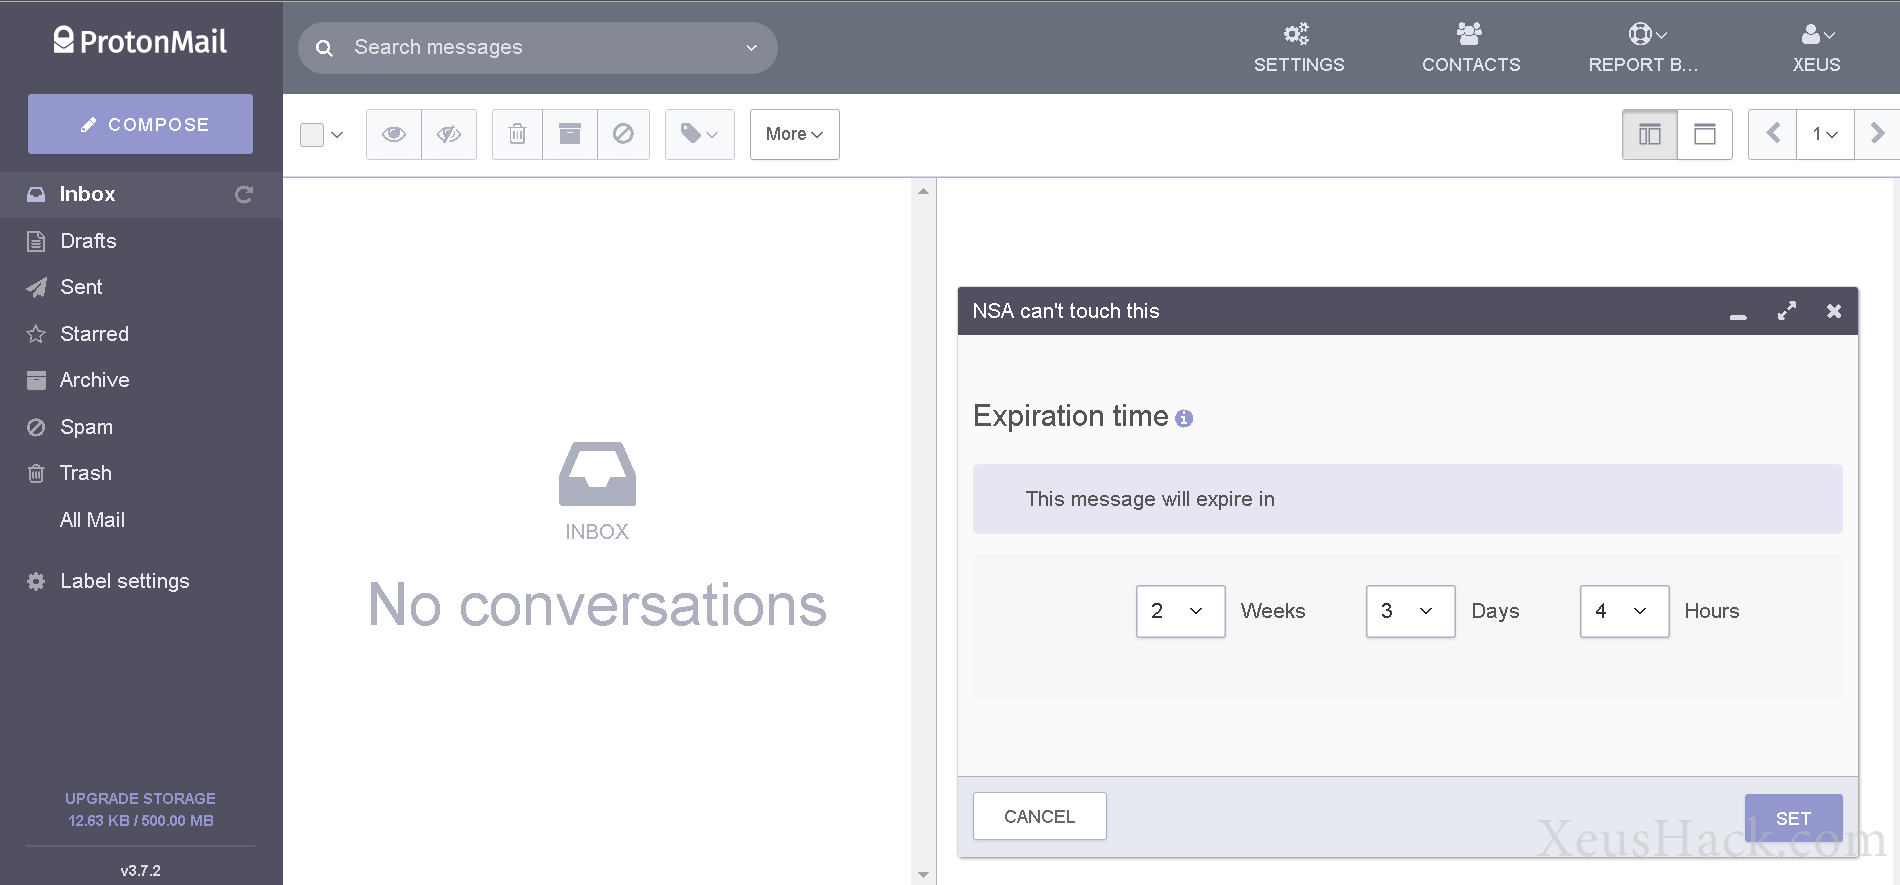 ProtonMail
Search messages
SETTINGS
CONTACTS
REPORT B...
XEUS
COMPOSE
More
1
Inbox
Drafts
Sent
Starred
Archive
Spam
Trash
All Mail
Label settings
UPGRADE STORAGE
12.63 KB / 500.00 MB
v3.7.2
INBOX
No conversations
NSA can't touch this
Expiration time
This message will expire in
2 Weeks 3 Days 4 Hours
CANCEL
SET
XeusHack.com